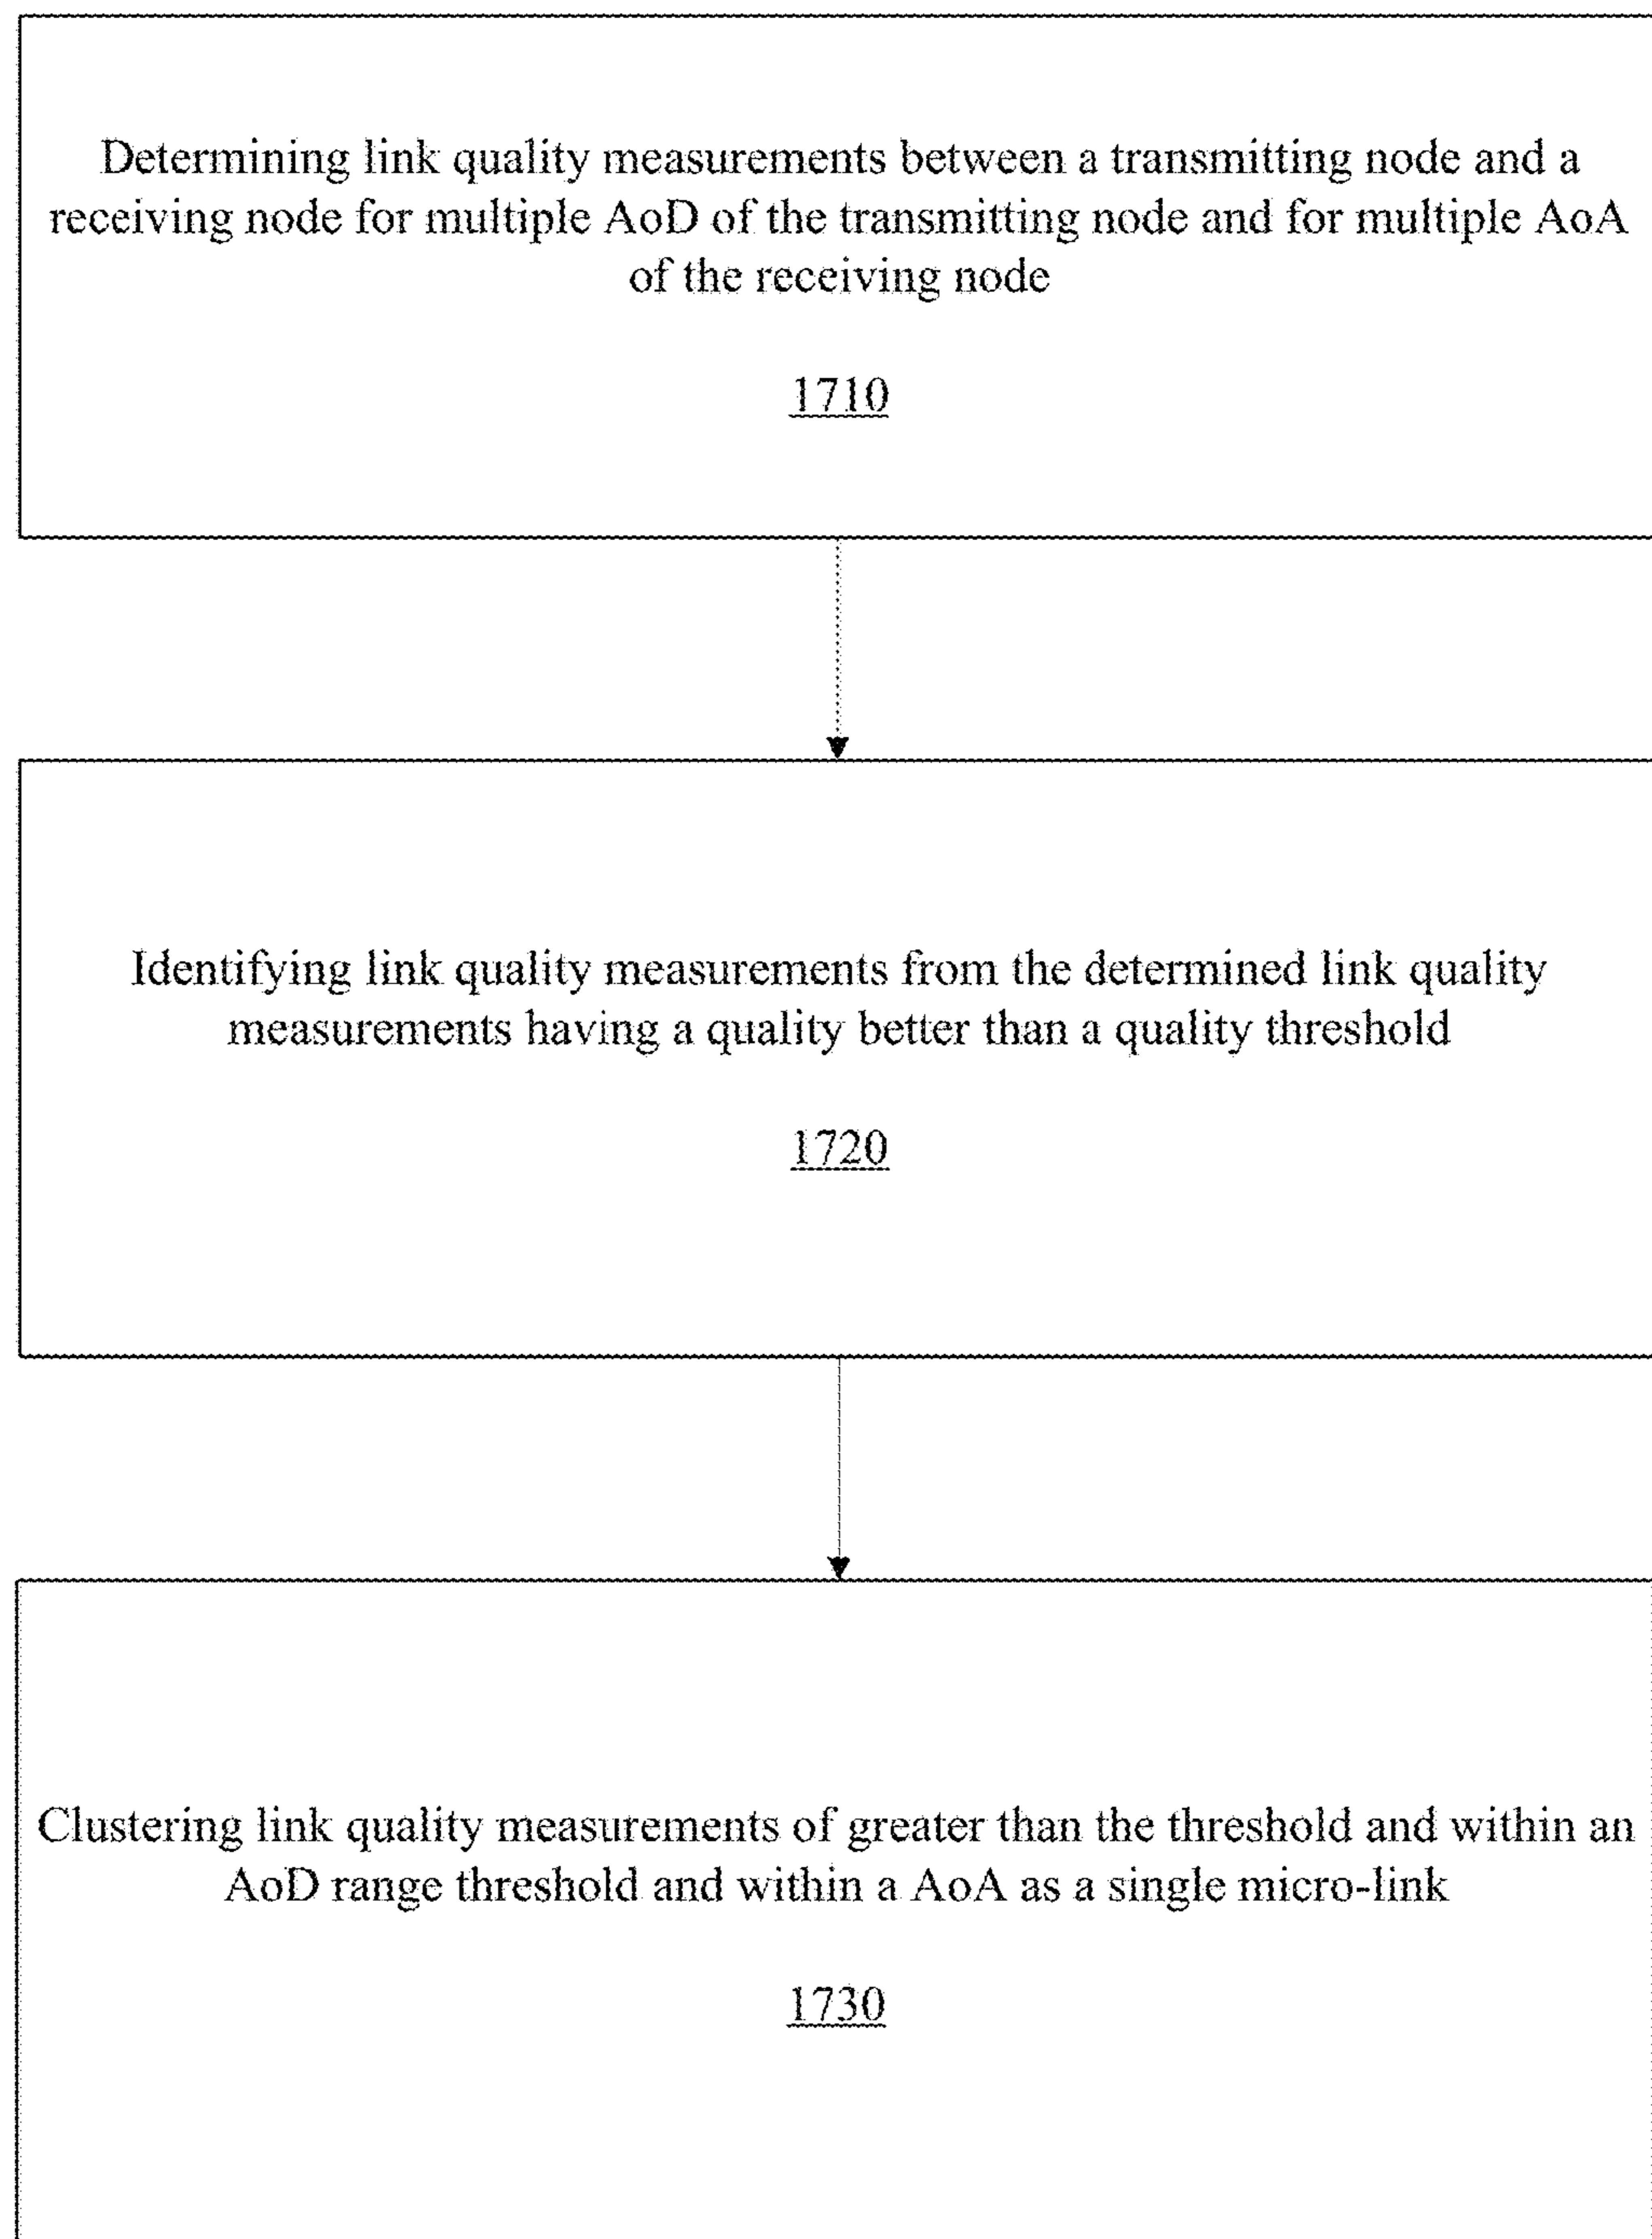 Determining link quality measurements between a transmitting node and a
receiving node for multiple AoD of the transmitting node and for multiple AoA
of the receiving node
1710
Identifying link quality measurements from the determined link quality
measurements having a quality better than a quality threshold
1720
Clustering link quality measurements of greater than the threshold and within an
AoD range threshold and within a AoA as a single micro-link
1730